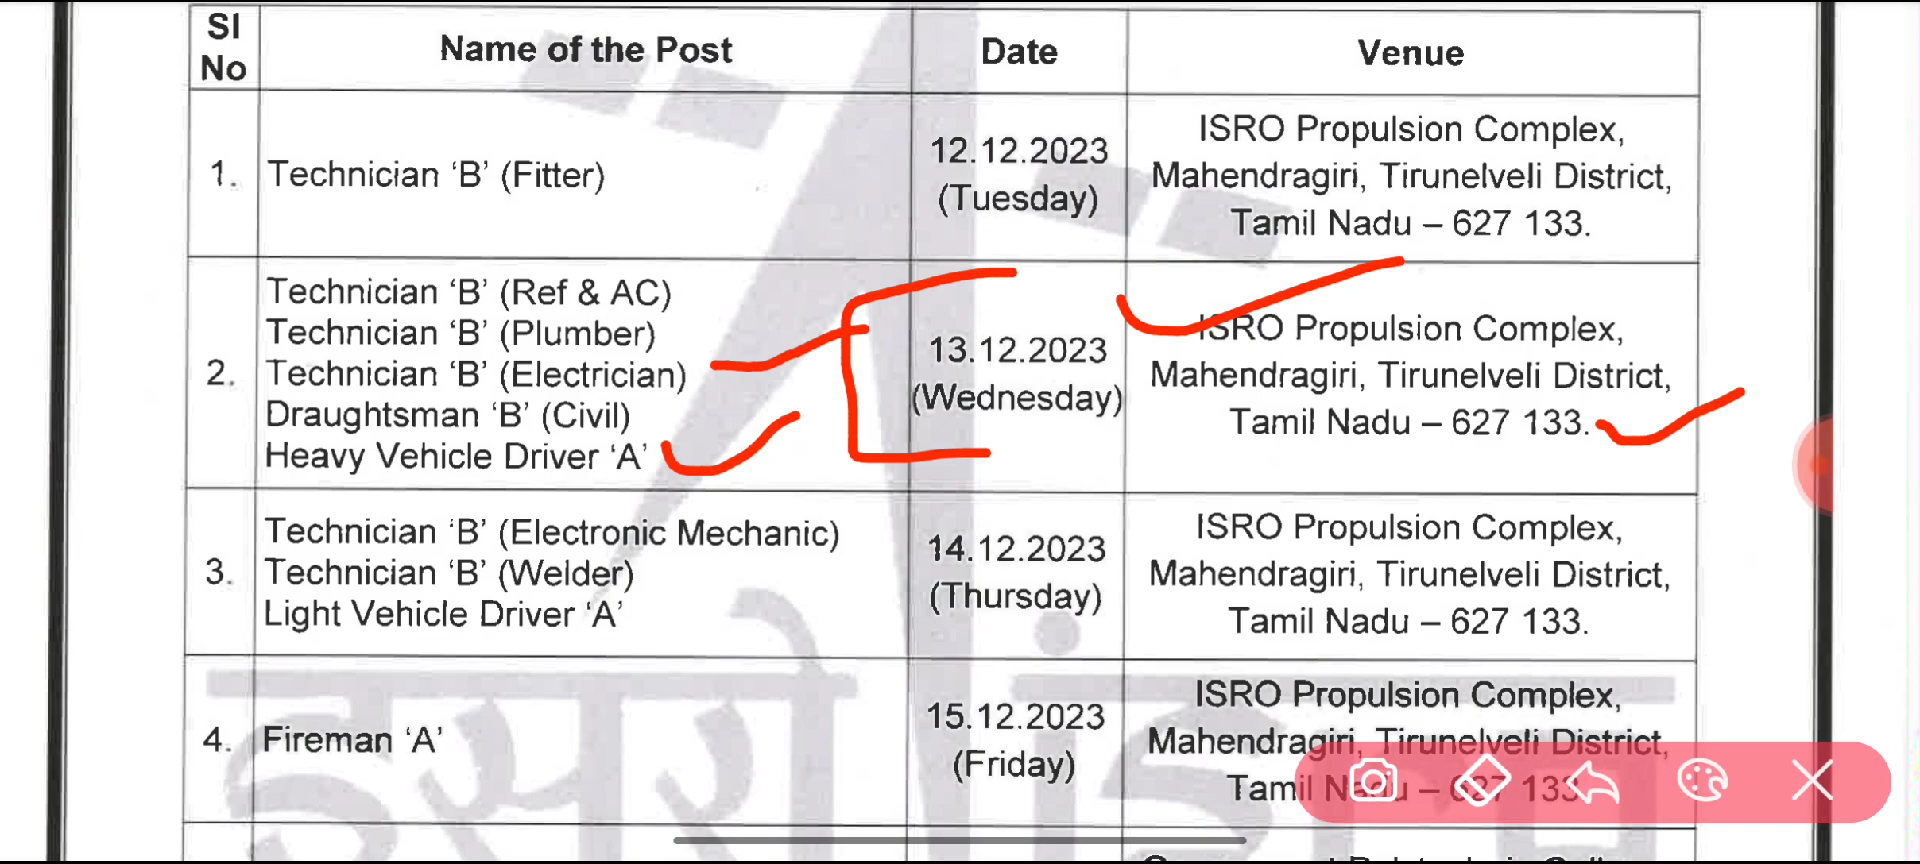 Sl
No
Name of the Post
Date
Venue
1.
Technician ‘B’ (Fitter)
12.12.2023
(Tuesday)
ISRO Propulsion Complex,
Mahendragiri, Tirunelveli District,
Tamil Nadu – 627 133.
2.
Technician ‘B’ (Ref & AC)
Technician ‘B’ (Plumber)
Technician ‘B’ (Electrician)
Draughtsman ‘B’ (Civil)
Heavy Vehicle Driver ‘A’
13.12.2023
(Wednesday)
ISRO Propulsion Complex,
Mahendragiri, Tirunelveli District,
Tamil Nadu – 627 133.
3.
Technician ‘B’ (Electronic Mechanic)
Technician ‘B’ (Welder)
Light Vehicle Driver ‘A’
14.12.2023
(Thursday)
ISRO Propulsion Complex,
Mahendragiri, Tirunelveli District,
Tamil Nadu – 627 133.
4.
Fireman ‘A’
15.12.2023
(Friday)
ISRO Propulsion Complex,
Mahendragiri, Tirunelveli District,
Tamil Nadu – 627 133.
इसरो